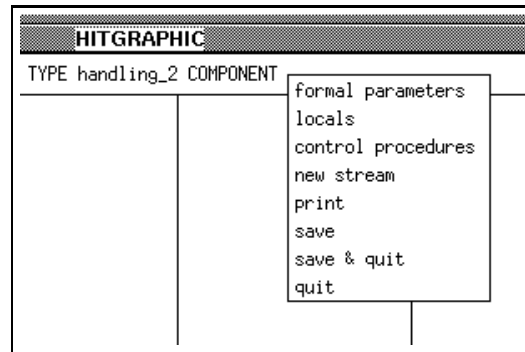 HITGRAPHIC
TYPE handling_2 COMPONENT
formal parameters
locals
control procedures
new stream
print
save
save & quit
quit